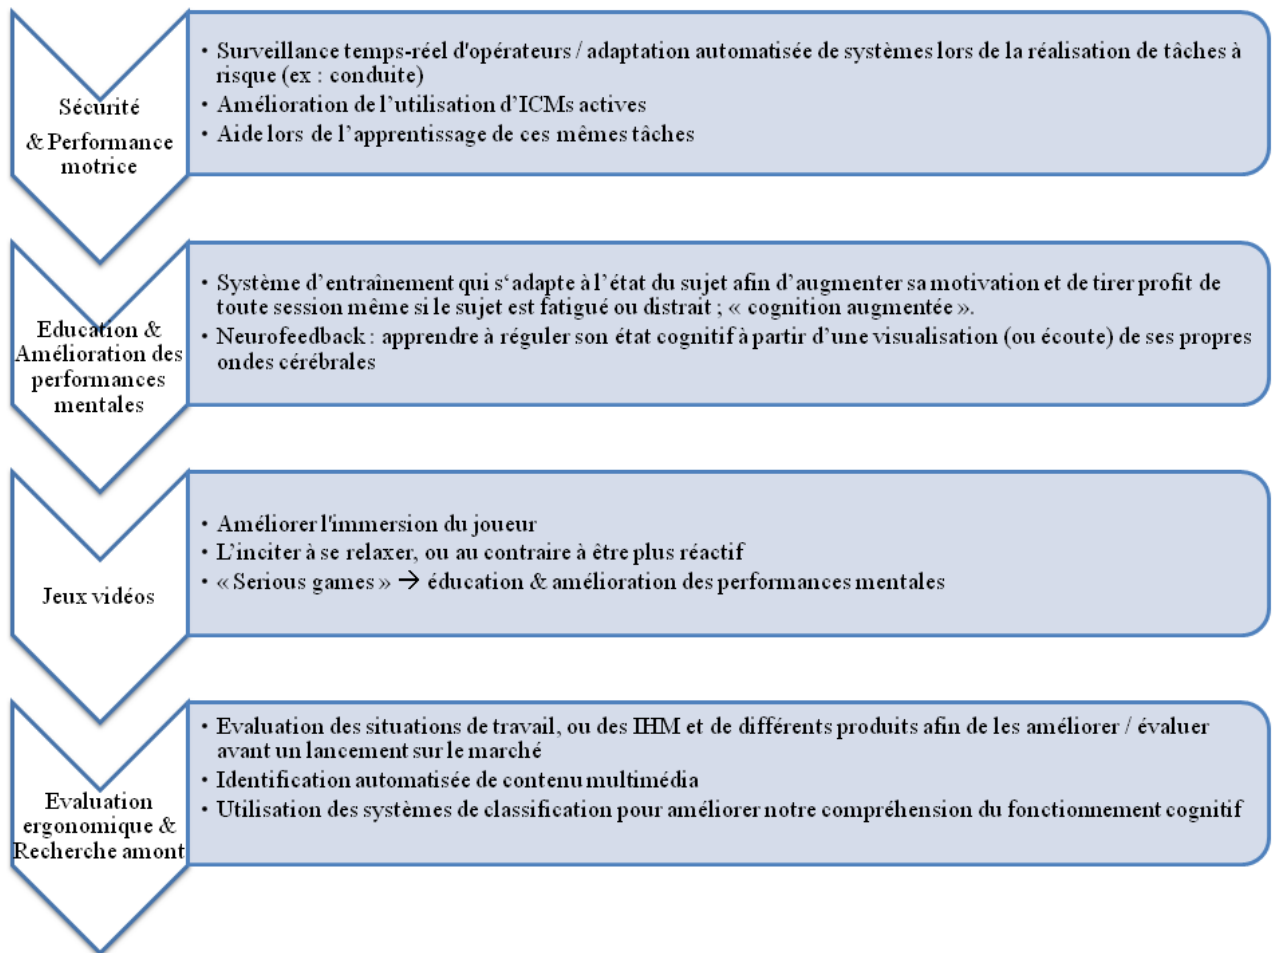 Sécurité
& Performance
motrice
• Surveillance temps-réel d'opérateurs / adaptation automatisée de systèmes lors de la réalisation de tâches à
risque (ex : conduite)
• Amélioration de l’utilisation d’ICMs actives
• Aide lors de l’apprentissage de ces mêmes tâches
Education &
Amélioration des
performances
mentales
• Système d’entraînement qui s‘adapte à l’état du sujet afin d’augmenter sa motivation et de tirer profit de
toute session même si le sujet est fatigué ou distrait ; « cognition augmentée ».
• Neurofeedback : apprendre à réguler son état cognitif à partir d’une visualisation (ou écoute) de ses propres
ondes cérébrales
Jeux vidéos
• Améliorer l'immersion du joueur
• L’inciter à se relaxer, ou au contraire à être plus réactif
• « Serious games » → éducation & amélioration des performances mentales
Evaluation
ergonomique &
Recherche amont
• Evaluation des situations de travail, ou des IHM et de différents produits afin de les améliorer / évaluer
avant un lancement sur le marché
• Identification automatisée de contenu multimédia
• Utilisation des systèmes de classification pour améliorer notre compréhension du fonctionnement cognitif